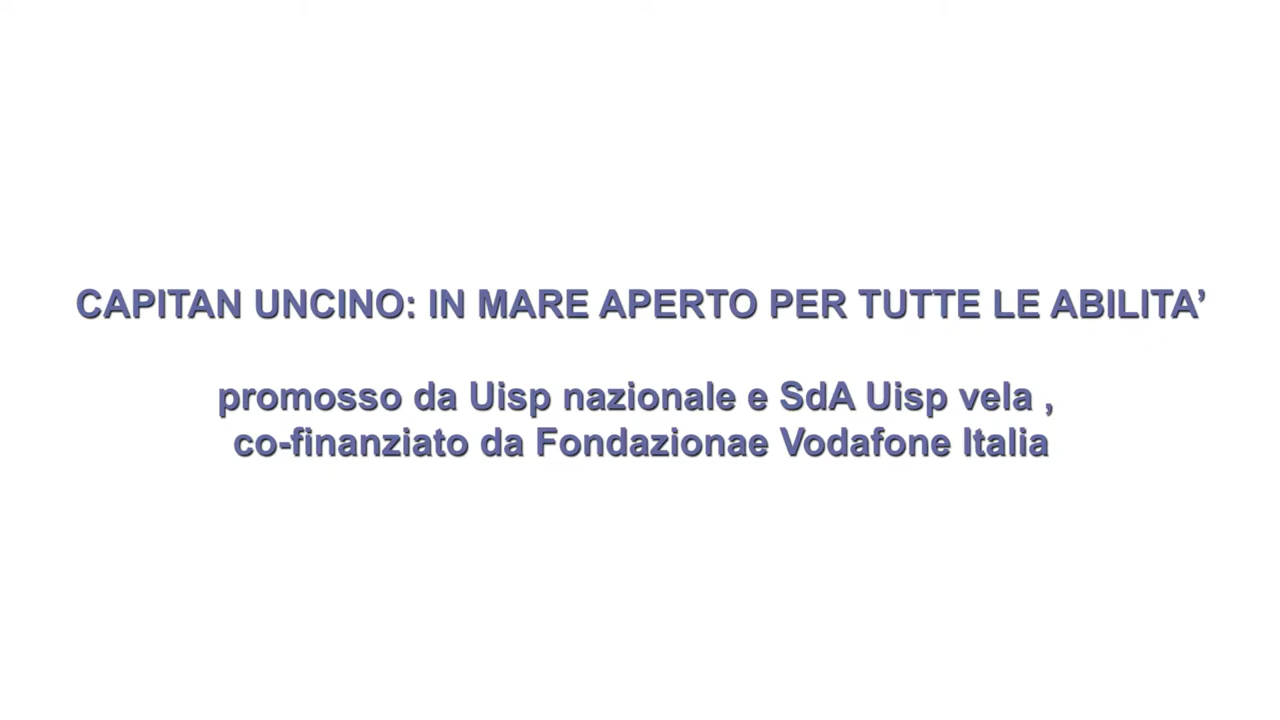 CAPITAN UNCINO: IN MARE APERTO PER TUTTE LE ABILITA’
promosso da Uisp nazionale e SdA Uisp vela ,
co-finanziato da Fondazionae Vodafone Italia